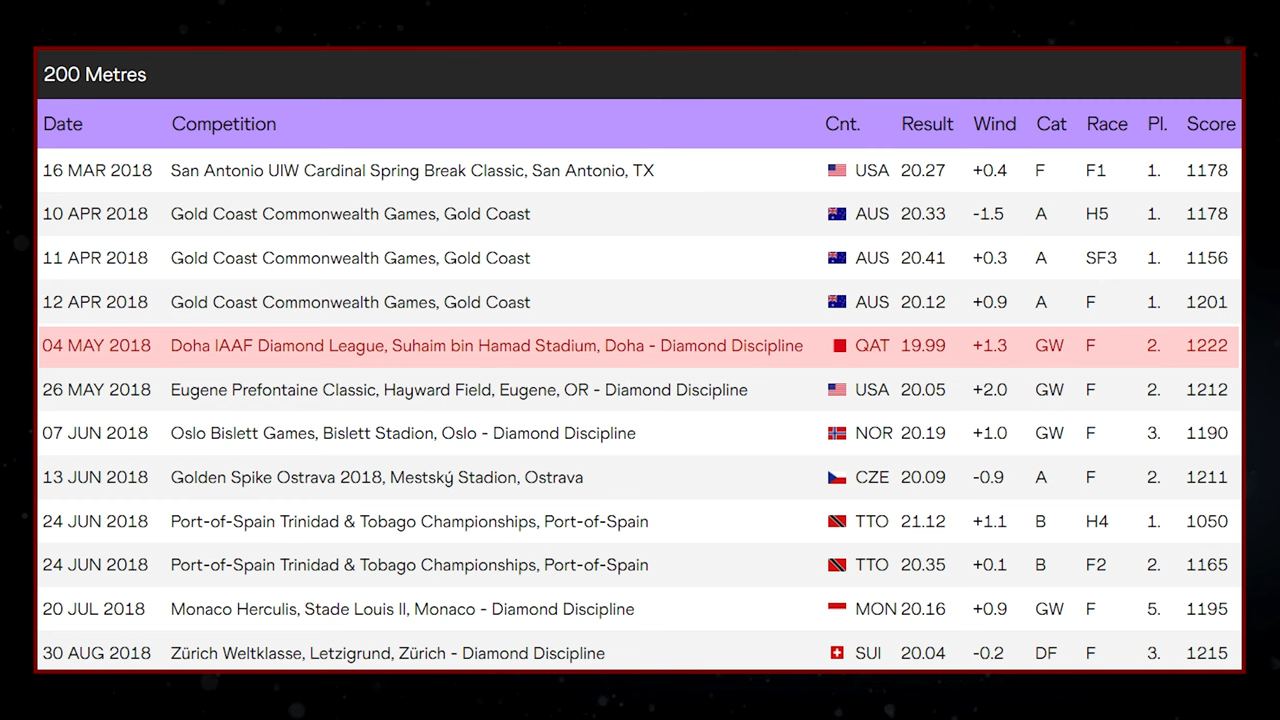 200 Metres
Date Competition Cnt. Result Wind Cat Race Pl. Score
16 MAR 2018 San Antonio UIW Cardinal Spring Break Classic, San Antonio, TX USA 20.27 +0.4 F F1 1. 1178
10 APR 2018 Gold Coast Commonwealth Games, Gold Coast AUS 20.33 -1.5 A H5 1. 1178
11 APR 2018 Gold Coast Commonwealth Games, Gold Coast AUS 20.41 +0.3 A SF3 1. 1156
12 APR 2018 Gold Coast Commonwealth Games, Gold Coast AUS 20.12 +0.9 A F 1. 1201
04 MAY 2018 Doha IAAF Diamond League, Suhaim bin Hamad Stadium, Doha - Diamond Discipline QAT 19.99 +1.3 GW F 2. 1222
26 MAY 2018 Eugene Prefontaine Classic, Hayward Field, Eugene, OR - Diamond Discipline USA 20.05 +2.0 GW F 2. 1212
07 JUN 2018 Oslo Bislett Games, Bislett Stadion, Oslo - Diamond Discipline NOR 20.19 +1.0 GW F 3. 1190
13 JUN 2018 Golden Spike Ostrava 2018, Mestský Stadion, Ostrava CZE 20.09 -0.9 A F 2. 1211
24 JUN 2018 Port-of-Spain Trinidad & Tobago Championships, Port-of-Spain TTO 21.12 +1.1 B H4 1. 1050
24 JUN 2018 Port-of-Spain Trinidad & Tobago Championships, Port-of-Spain TTO 20.35 +0.1 B F2 2. 1165
20 JUL 2018 Monaco Herculis, Stade Louis II, Monaco - Diamond Discipline MON 20.16 +0.9 GW F 5. 1195
30 AUG 2018 Zürich Weltklasse, Letzigrund, Zürich - Diamond Discipline SUI 20.04 -0.2 DF F 3. 1215